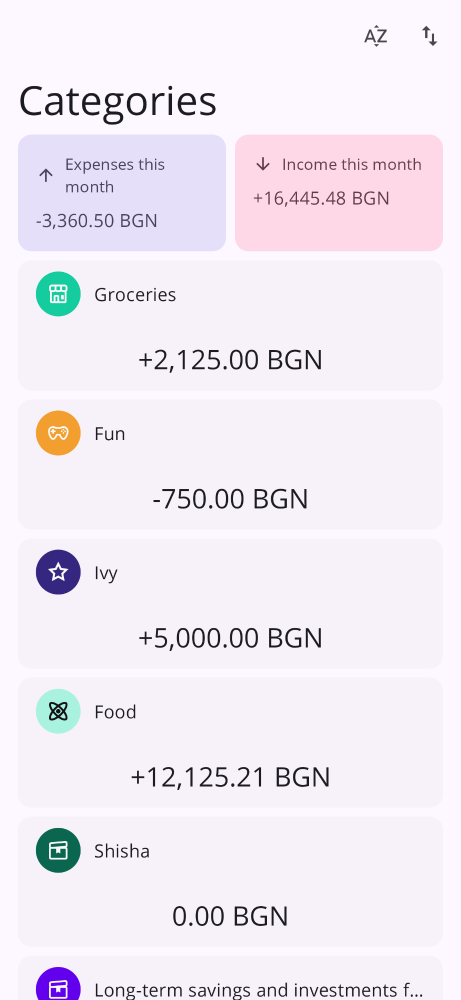 AZ
Categories
Expenses this
month
-3,360.50 BGN
Income this month
+16,445.48 BGN
Groceries
+2,125.00 BGN
Fun
-750.00 BGN
Ivy
+5,000.00 BGN
Food
+12,125.21 BGN
Shisha
0.00 BGN
Long-term savings and investments f...